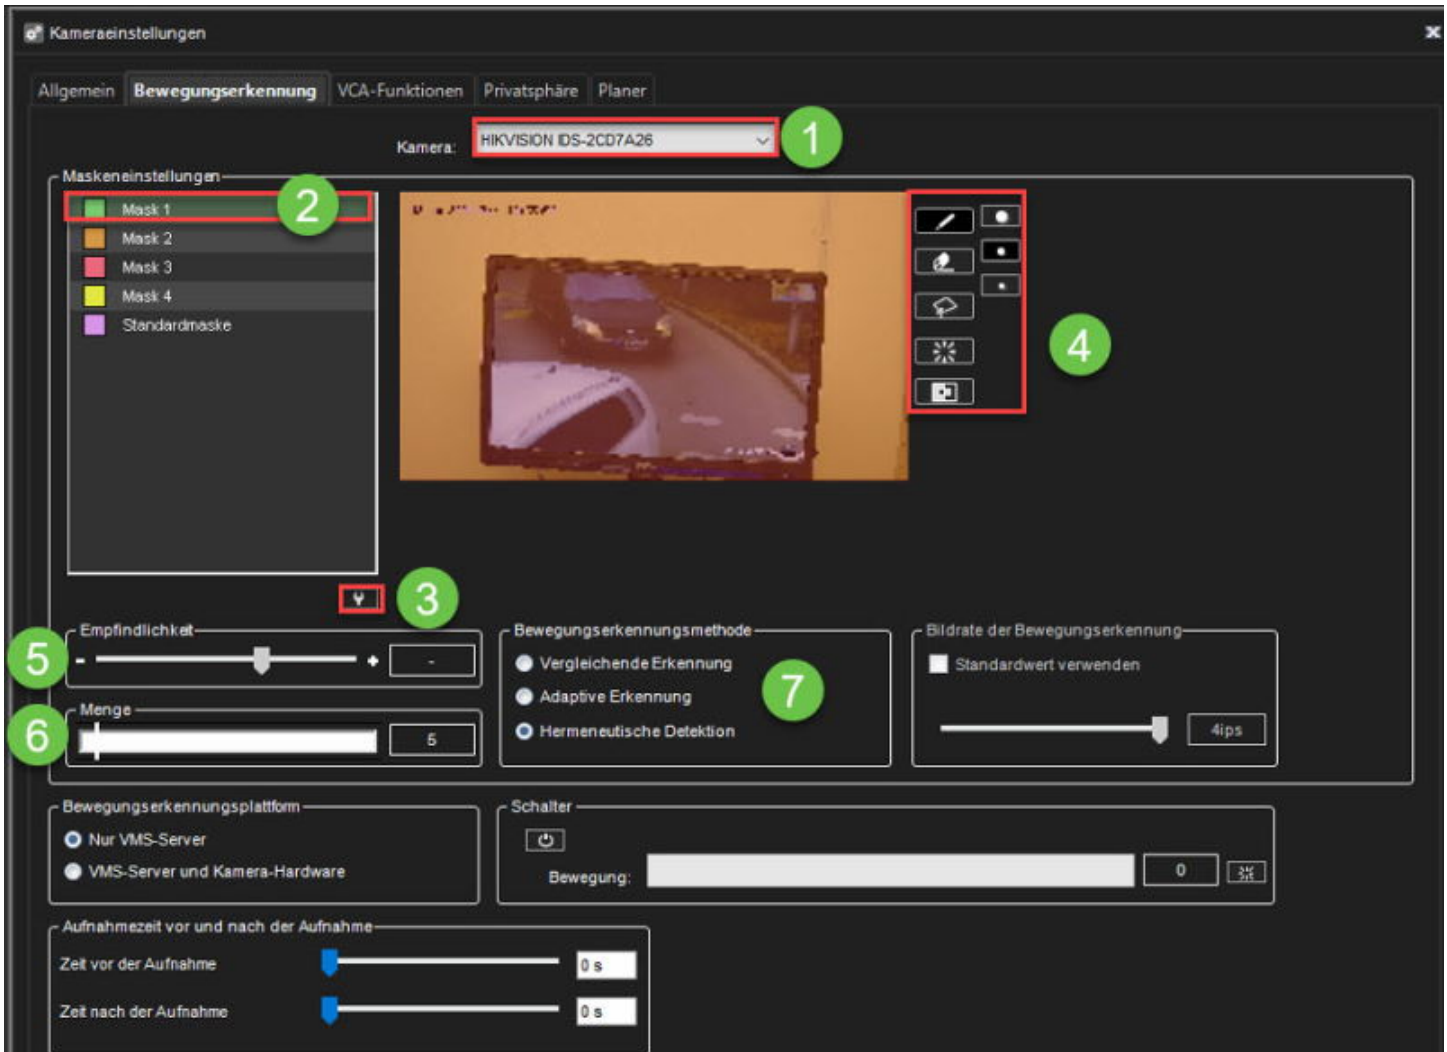 Kameraeinstellungen
Allgemein Bewegungserkennung VCA-Funktionen Privatsphäre Planer
Kamera: HIKVISION IDS-2CD7A26 1
Maskeneinstellungen
Mask 1 2
Mask 2
Mask 3
Mask 4
Standardmaske
4
3
Empfindlichkeit
5 - + -
Menge
6 5
Bewegungserkennungsmethode
Vergleichende Erkennung
Adaptive Erkennung
Hermeneutische Detektion
7
Bildrate der Bewegungserkennung
Standardwert verwenden
4ips
Bewegungserkennungsplattform
Nur VMS-Server
VMS-Server und Kamera-Hardware
Schalter
Bewegung: 0
Aufnahmezeit vor und nach der Aufnahme
Zeit vor der Aufnahme 0 s
Zeit nach der Aufnahme 0 s